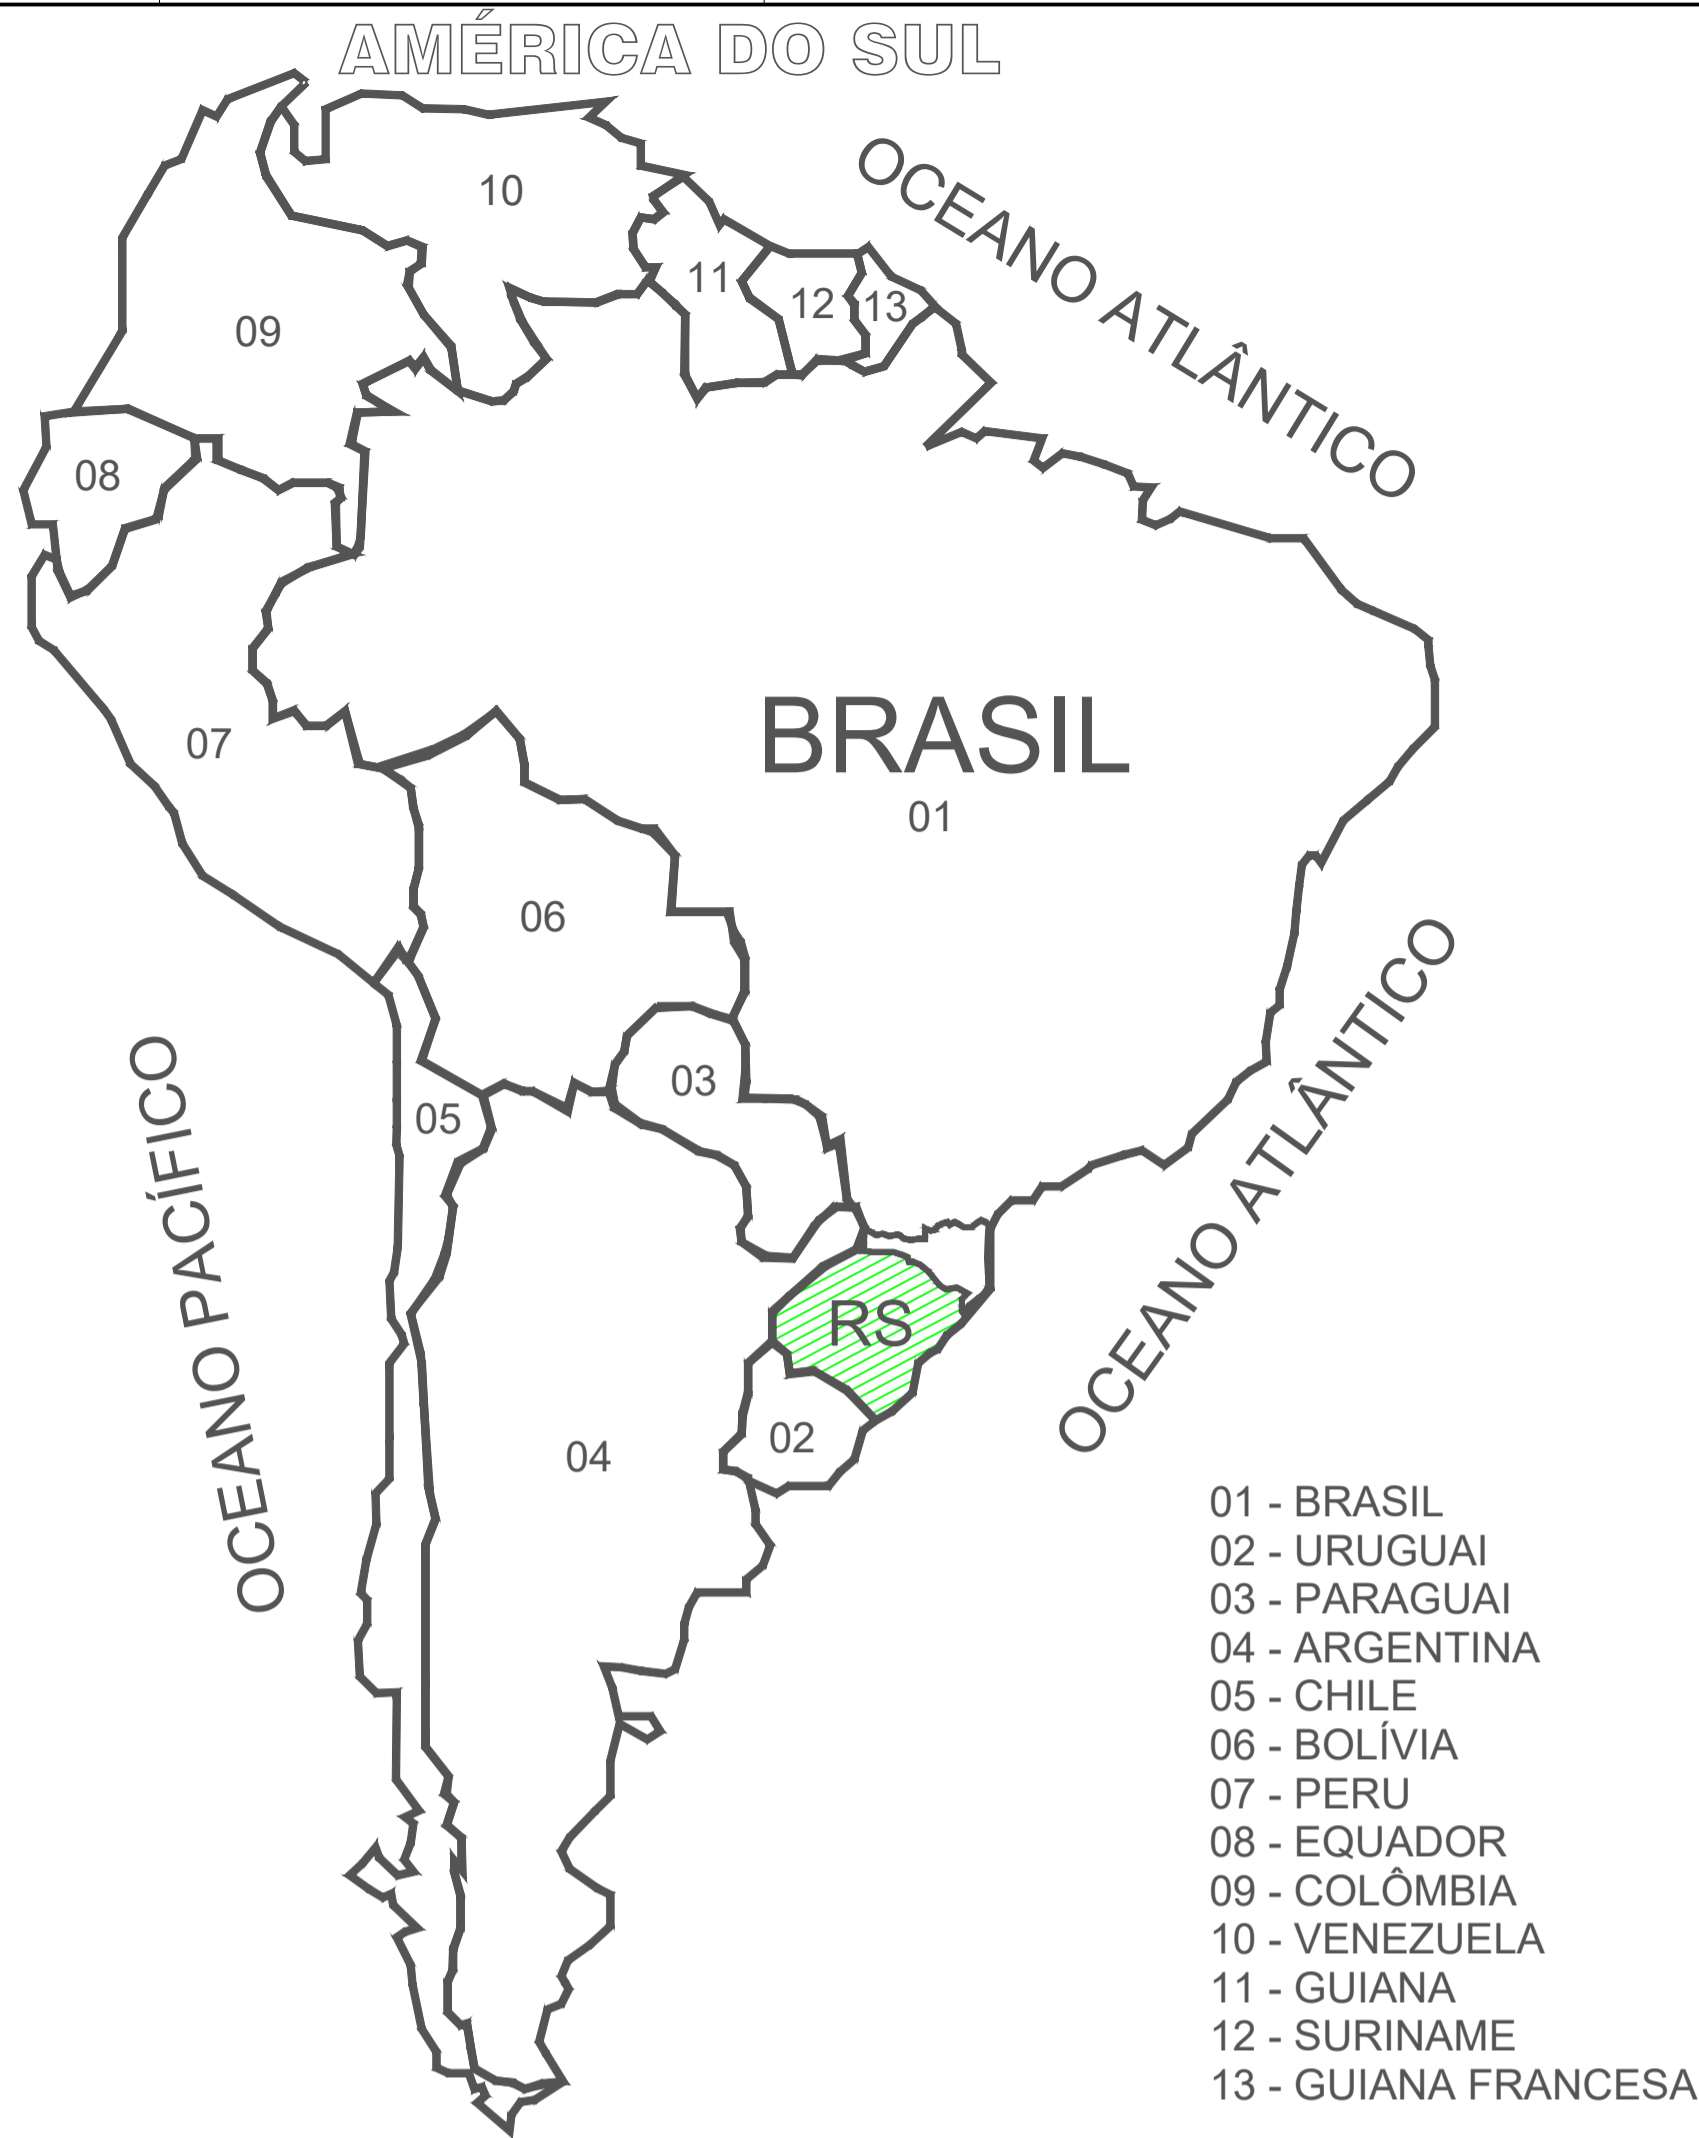 AMÉRICA DO SUL
OCEANO ATLÂNTICO
10
11
12
13
09
08
BRASIL
07
01
06
OCEANO ATLÂNTICO
OCEANO PACÍFICO
03
05
RS
02
04
01 - BRASIL
02 - URUGUAI
03 - PARAGUAI
04 - ARGENTINA
05 - CHILE
06 - BOLÍVIA
07 - PERU
08 - EQUADOR
09 - COLÔMBIA
10 - VENEZUELA
11 - GUIANA
12 - SURINAME
13 - GUIANA FRANCESA